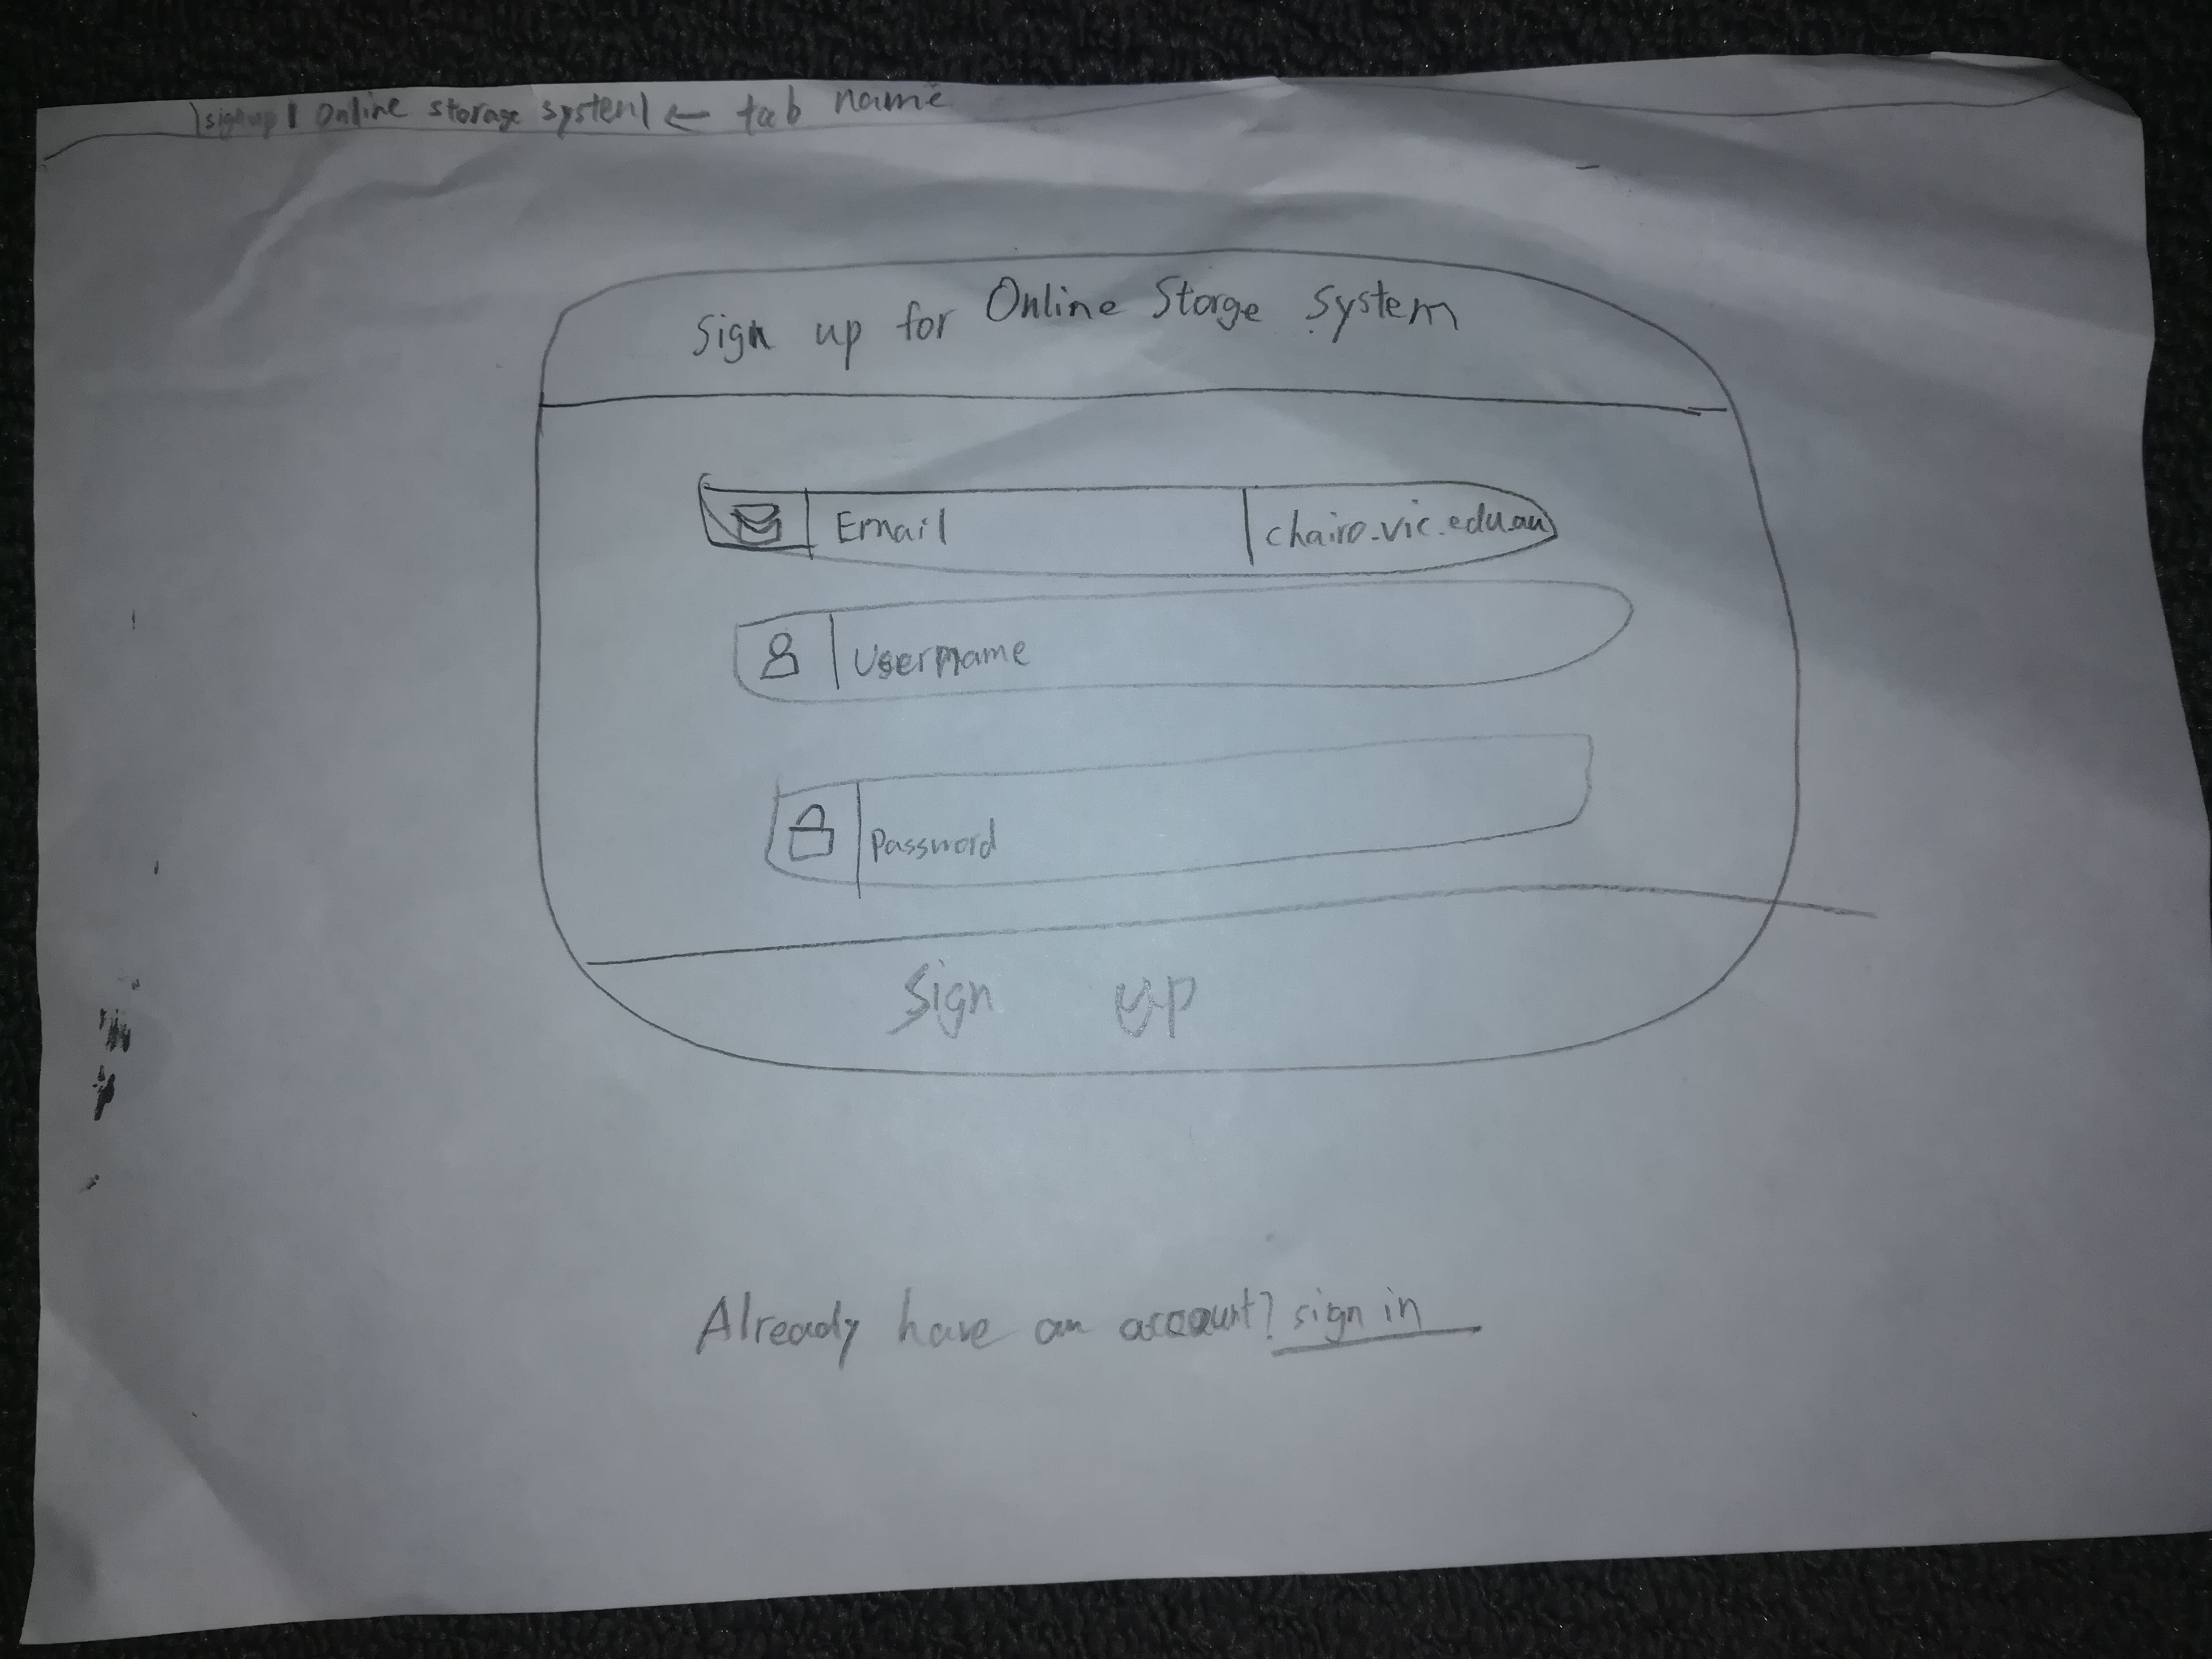 signup | Online storage system ← tab name
Sign up for Online Storge System
Email chairo.vic.edu.au
Username
Password
Sign up
Already have an account? sign in